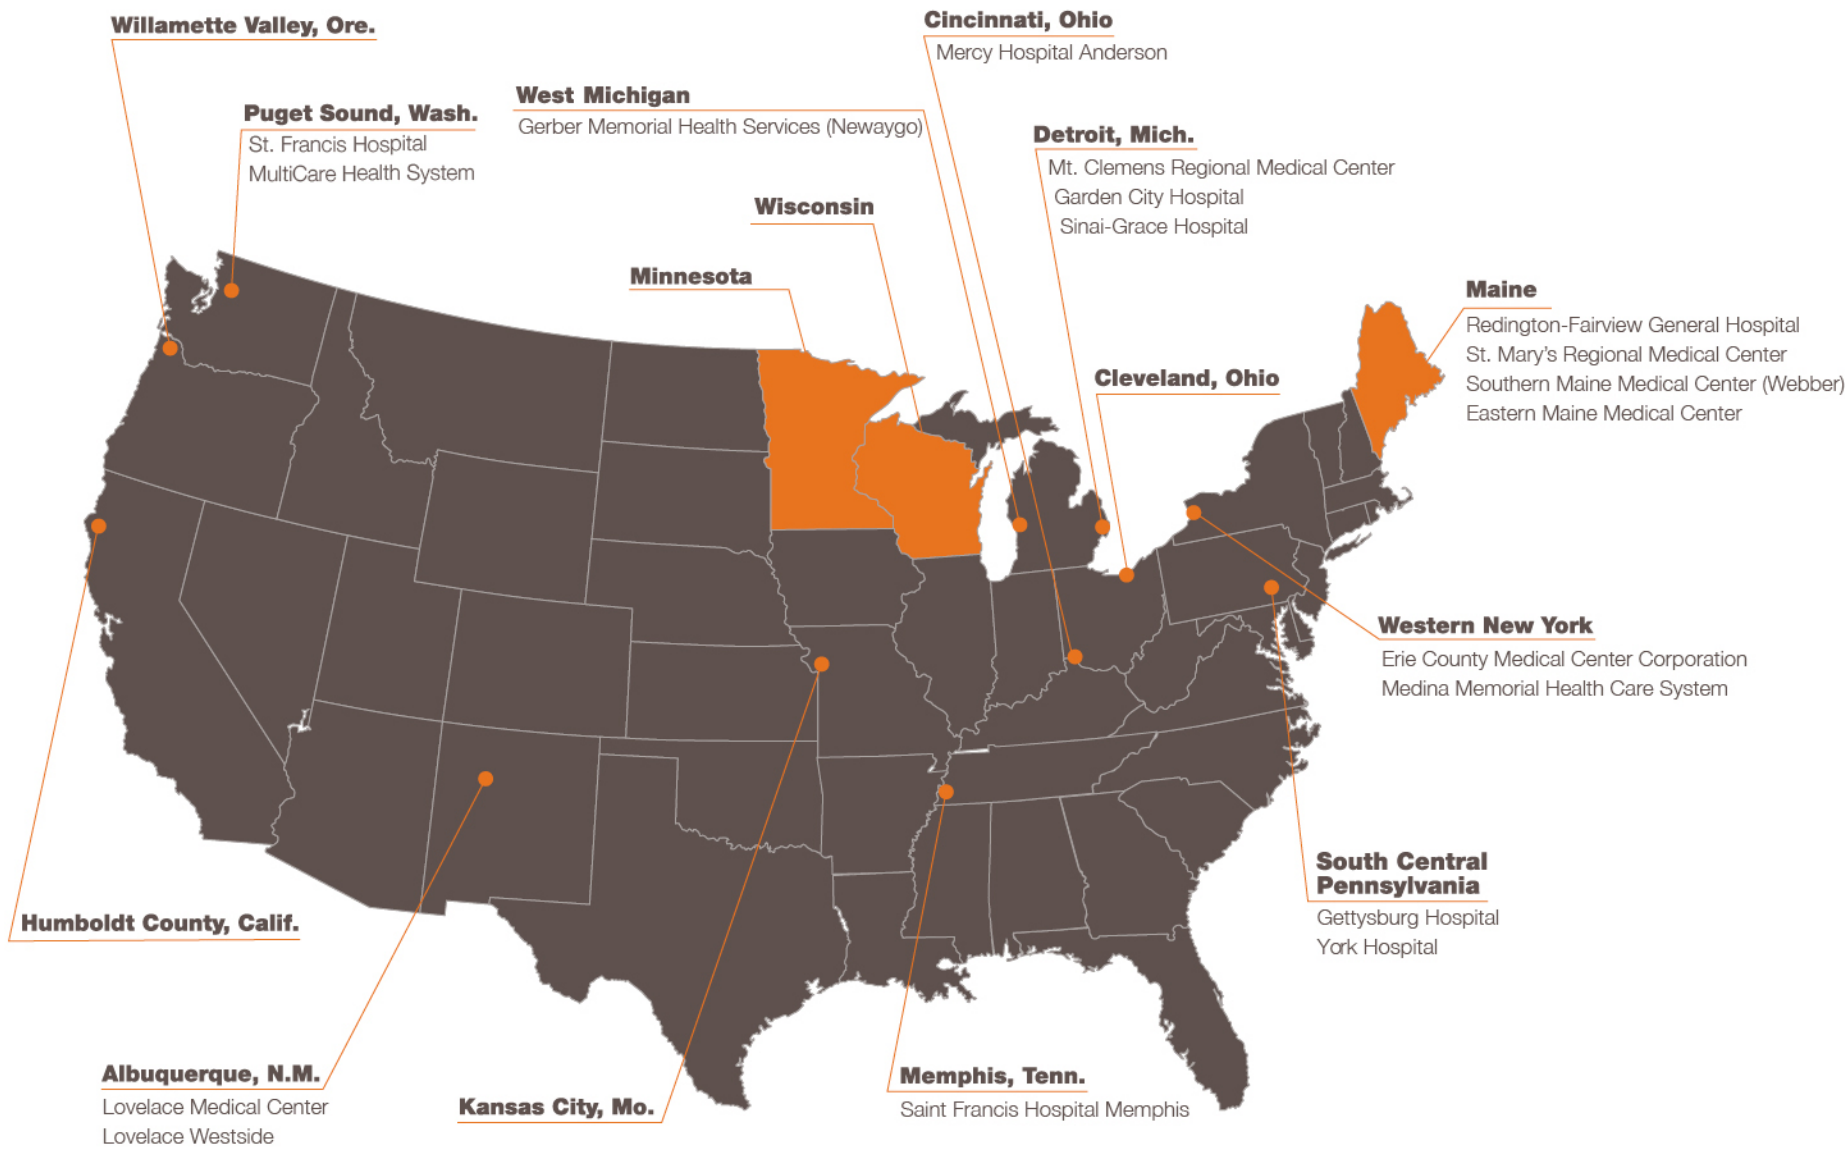 Willamette Valley, Ore.
Puget Sound, Wash.
St. Francis Hospital
MultiCare Health System
West Michigan
Gerber Memorial Health Services (Newaygo)
Cincinnati, Ohio
Mercy Hospital Anderson
Detroit, Mich.
Mt. Clemens Regional Medical Center
Garden City Hospital
Sinai-Grace Hospital
Wisconsin
Minnesota
Maine
Redington-Fairview General Hospital
St. Mary's Regional Medical Center
Southern Maine Medical Center (Webber)
Eastern Maine Medical Center
Cleveland, Ohio
Western New York
Erie County Medical Center Corporation
Medina Memorial Health Care System
South Central
Pennsylvania
Gettysburg Hospital
York Hospital
Humboldt County, Calif.
Albuquerque, N.M.
Lovelace Medical Center
Lovelace Westside
Kansas City, Mo.
Memphis, Tenn.
Saint Francis Hospital Memphis